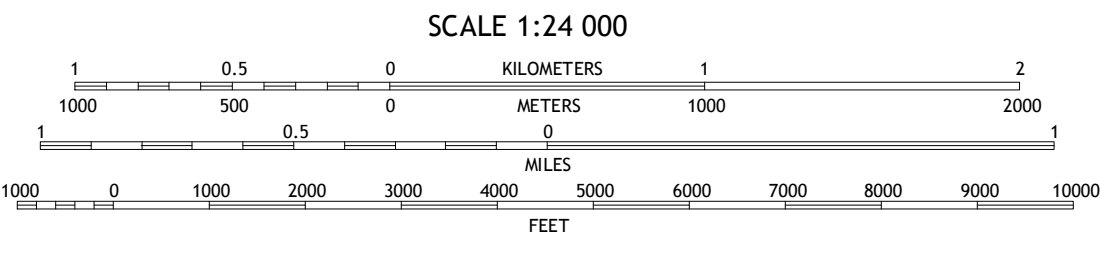 SCALE 1:24 000
1 0.5 0 KILOMETERS 1 2
1000 500 0 METERS 1000 2000
1 0.5 0 1
MILES
1000 0 1000 2000 3000 4000 5000 6000 7000 8000 9000 10000
FEET